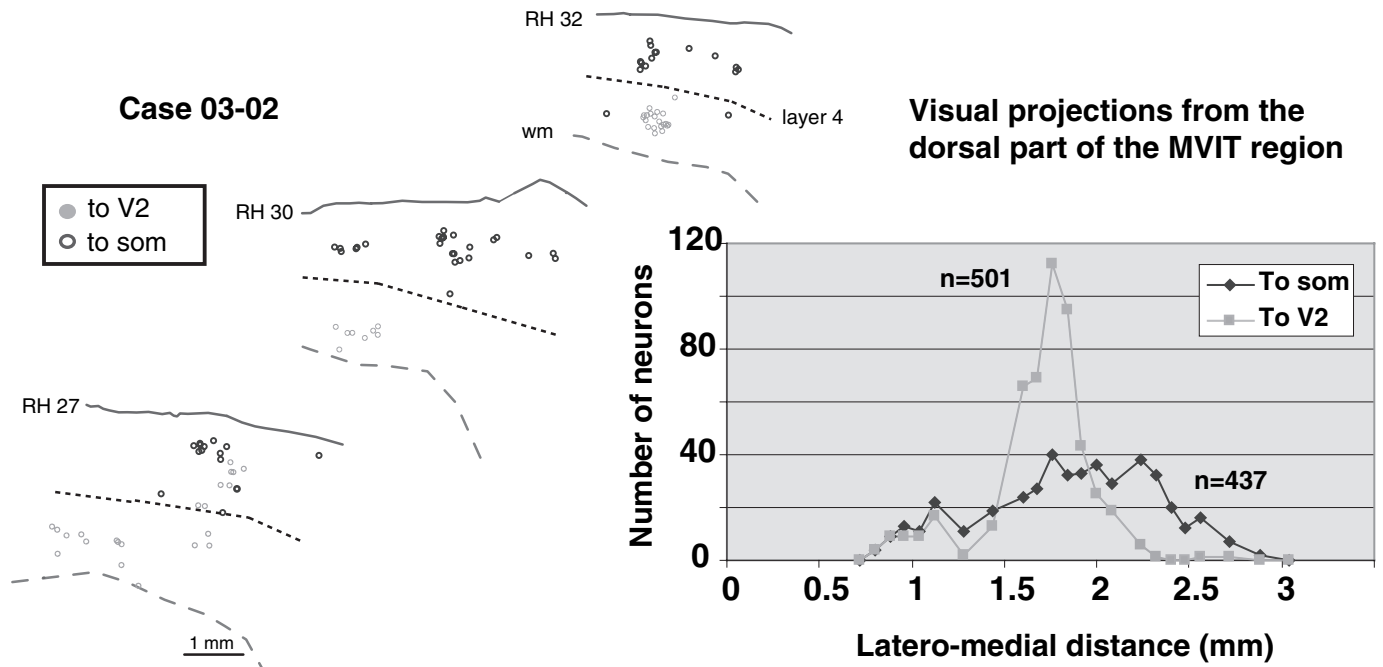 RH 32
Case 03-02
layer 4
wm
Visual projections from the
dorsal part of the MVIT region
to V2
to som
RH 30
RH 27
1 mm
120
80
40
0
Number of neurons
n=501
n=437
To som
To V2
0 0.5 1 1.5 2 2.5 3
Latero-medial distance (mm)